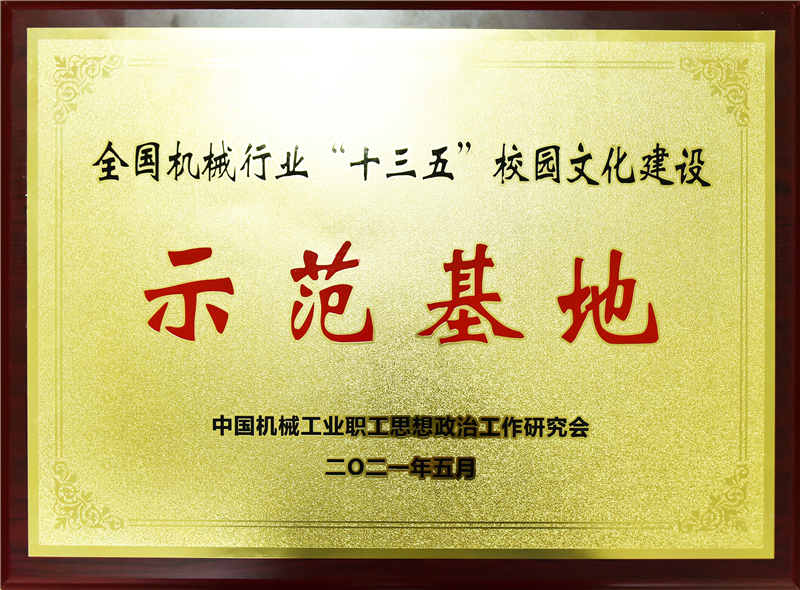 全国机械行业“十三五”校园文化建设
示范基地
中国机械工业职工思想政治工作研究会
二〇二一年五月